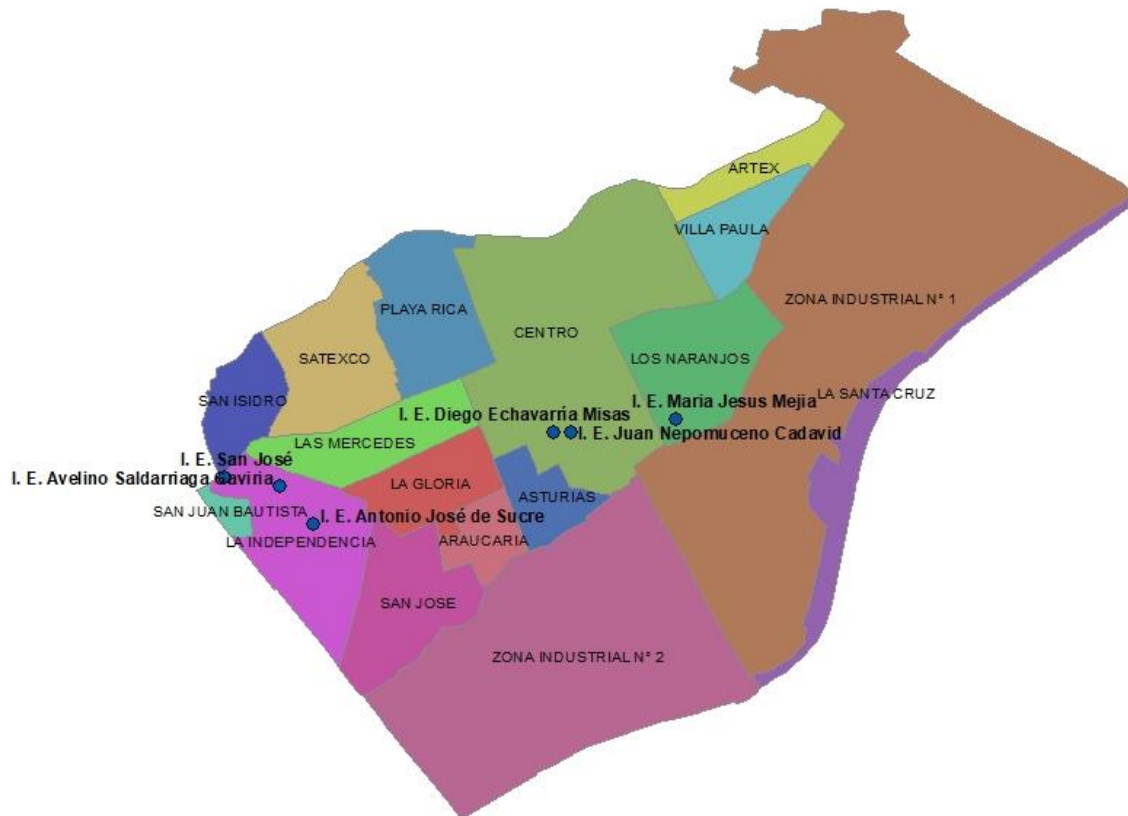 ARTEX
VILLA PAULA
ZONA INDUSTRIAL N° 1
PLAYA RICA
CENTRO
SATEXCO
LOS NARANJOS
SAN ISIDRO
LA SANTA CRUZ
I. E. Maria Jesus Mejia
I. E. Diego Echavarría Misas
I. E. Juan Nepomuceno Cadavid
LAS MERCEDES
I. E. San José
I. E. Avelino Saldarriaga Gaviria
LA GLORIA
ASTURIAS
SAN JUAN BAUTISTA
I. E. Antonio José de Sucre
LA INDEPENDENCIA
ARAUCARIA
SAN JOSE
ZONA INDUSTRIAL N° 2